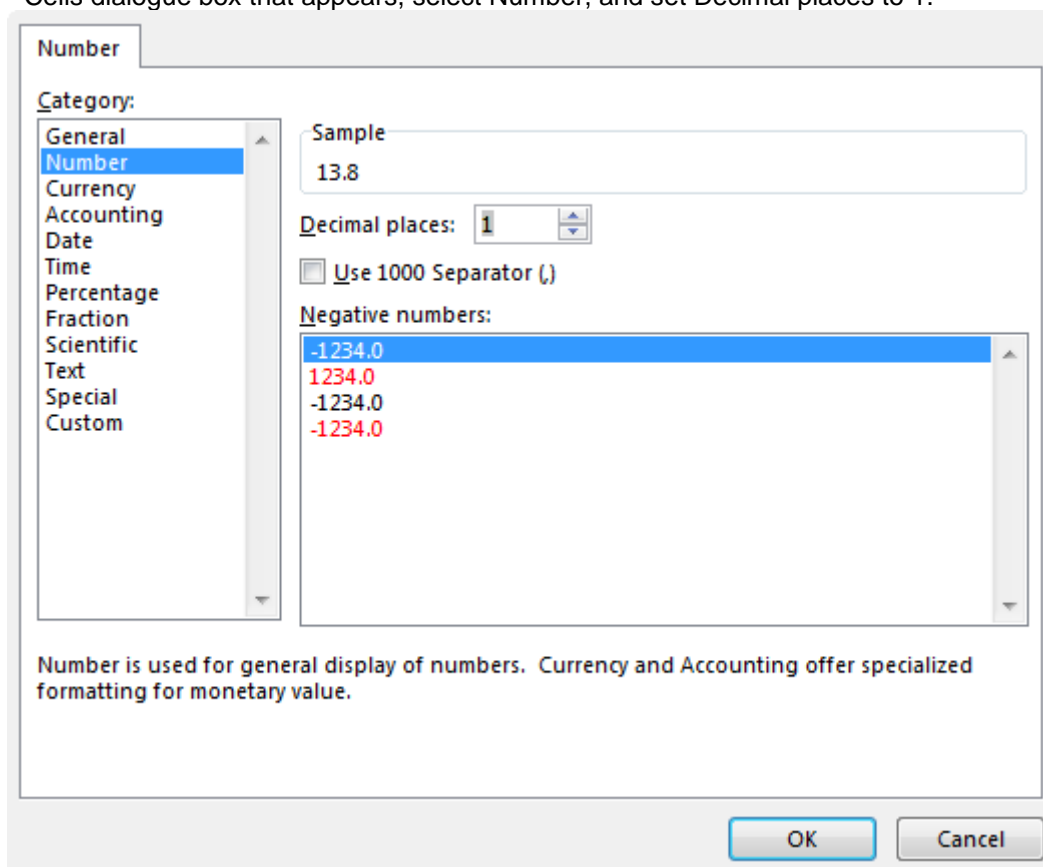 Cells dialogue box that appears, select Number, and set Decimal places to 1.
Number
Category:
General
Number
Currency
Accounting
Date
Time
Percentage
Fraction
Scientific
Text
Special
Custom
Sample
13.8
Decimal places: 1
Use 1000 Separator (,)
Negative numbers:
-1234.0
1234.0
-1234.0
-1234.0
Number is used for general display of numbers.  Currency and Accounting offer specialized
formatting for monetary value.
OK
Cancel